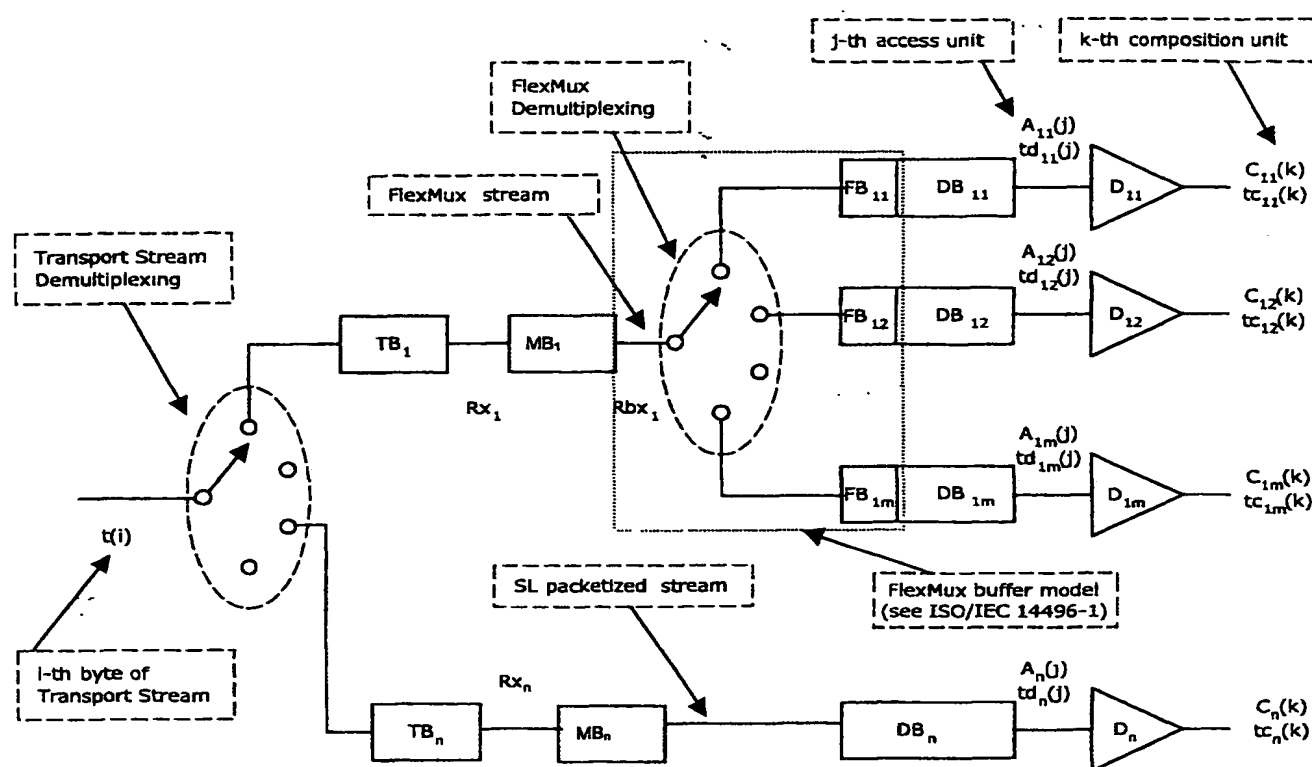 j-th access unit
k-th composition unit
FlexMux
Demultiplexing
A₁₁(j)
td₁₁(j)
FB₁₁
DB₁₁
D₁₁
C₁₁(k)
tc₁₁(k)
FlexMux stream
Transport Stream
Demultiplexing
A₁₂(j)
td₁₂(j)
FB₁₂
DB₁₂
D₁₂
C₁₂(k)
tc₁₂(k)
TB₁
MB₁
Rx₁
Rbx₁
A₁ₘ(j)
td₁ₘ(j)
FB₁ₘ
DB₁ₘ
D₁ₘ
C₁ₘ(k)
tc₁ₘ(k)
t(i)
SL packetized stream
FlexMux buffer model
(see ISO/IEC 14496-1)
i-th byte of
Transport Stream
Rxₙ
Aₙ(j)
tdₙ(j)
TBₙ
MBₙ
DBₙ
Dₙ
Cₙ(k)
tcₙ(k)